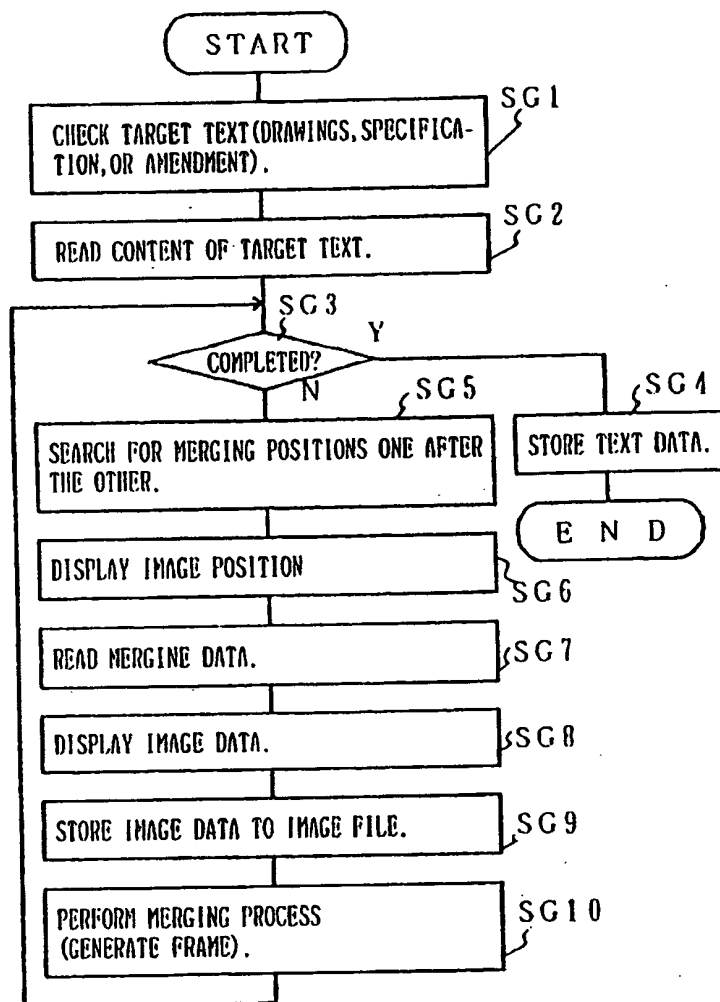 START
SG1
CHECK TARGET TEXT(DRAWINGS, SPECIFICA-
TION, OR AMENDMENT).
SG2
READ CONTENT OF TARGET TEXT.
SG3
COMPLETED?
Y
N
SG4
STORE TEXT DATA.
END
SG5
SEARCH FOR MERGING POSITIONS ONE AFTER
THE OTHER.
DISPLAY IMAGE POSITION
SG6
READ MERGINE DATA.
SG7
DISPLAY IMAGE DATA.
SG8
STORE IMAGE DATA TO IMAGE FILE.
SG9
PERFORM MERGING PROCESS
(GENERATE FRAME).
SG10